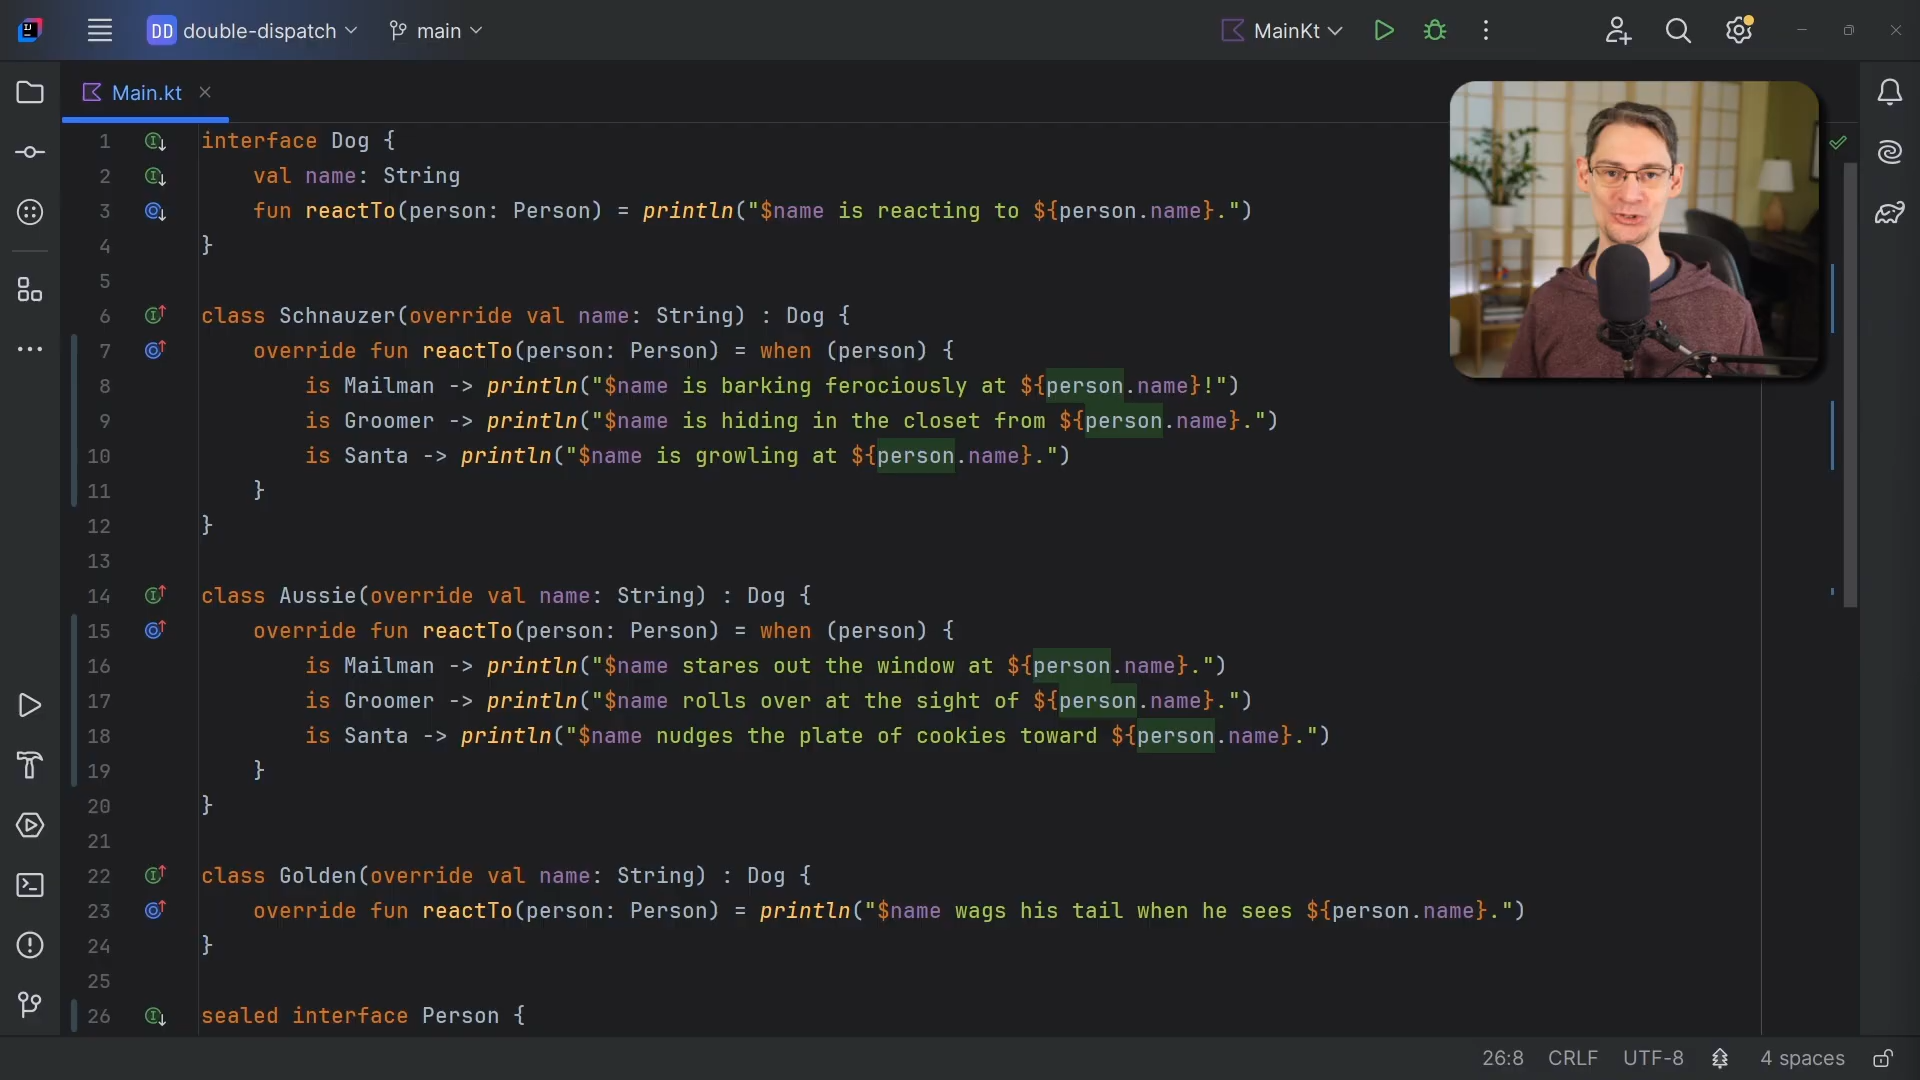 DD double-dispatch main MainKt
Main.kt
1 interface Dog {
2 val name: String
3 fun reactTo(person: Person) = println("$name is reacting to ${person.name}.")
4 }
5
6 class Schnauzer(override val name: String) : Dog {
7 override fun reactTo(person: Person) = when (person) {
8 is Mailman -> println("$name is barking ferociously at ${person.name}!")
9 is Groomer -> println("$name is hiding in the closet from ${person.name}.")
10 is Santa -> println("$name is growling at ${person.name}.")
11 }
12 }
13
14 class Aussie(override val name: String) : Dog {
15 override fun reactTo(person: Person) = when (person) {
16 is Mailman -> println("$name stares out the window at ${person.name}.")
17 is Groomer -> println("$name rolls over at the sight of ${person.name}.")
18 is Santa -> println("$name nudges the plate of cookies toward ${person.name}.")
19 }
20 }
21
22 class Golden(override val name: String) : Dog {
23 override fun reactTo(person: Person) = println("$name wags his tail when he sees ${person.name}.")
24 }
25
26 sealed interface Person {
26:8 CRLF UTF-8 4 spaces